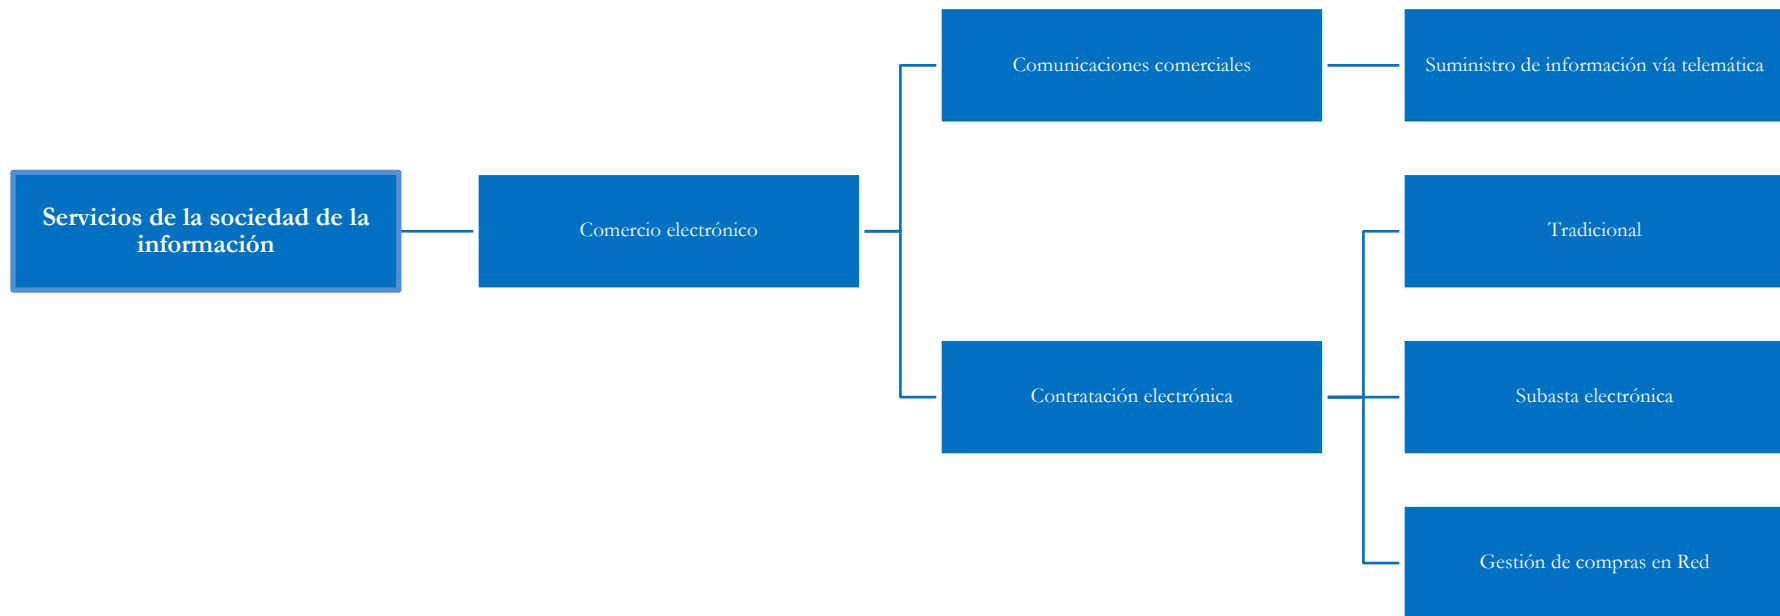 Servicios de la sociedad de la
información
Comercio electrónico
Comunicaciones comerciales
Suministro de información vía telemática
Contratación electrónica
Tradicional
Subasta electrónica
Gestión de compras en Red